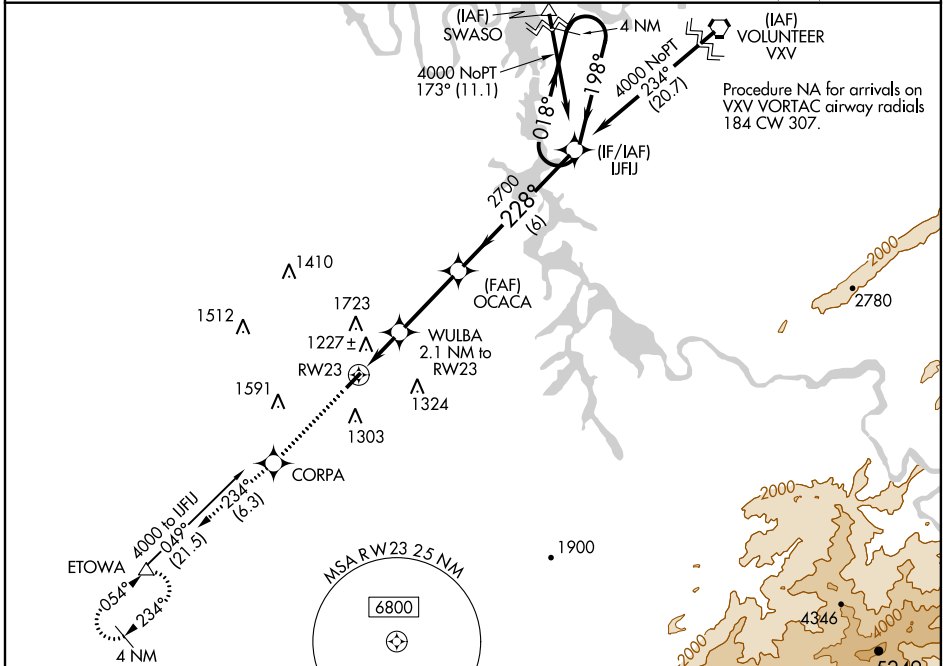 (IAF)
SWASO
4 NM
(IAF)
VOLUNTEER
VXV
4000 NoPT
173° (11.1)
4000 NoPT
234°
(20.7)
018°
198°
Procedure NA for arrivals on
VXV VORTAC airway radials
184 CW 307.
(IF/IAF)
IJFIJ
2700
228°
(6)
2000
2780
1410
(FAF)
OCACA
1512
1723
1227±
WULBA
2.1 NM to
RW23
RW23
1324
1591
1303
CORPA
234°
(6.3)
4000 to IJFIJ
049°
(21.5)
ETOWA
054°
234°
4 NM
MSA RW23 25 NM
6800
1900
2000
4346
4000
2000